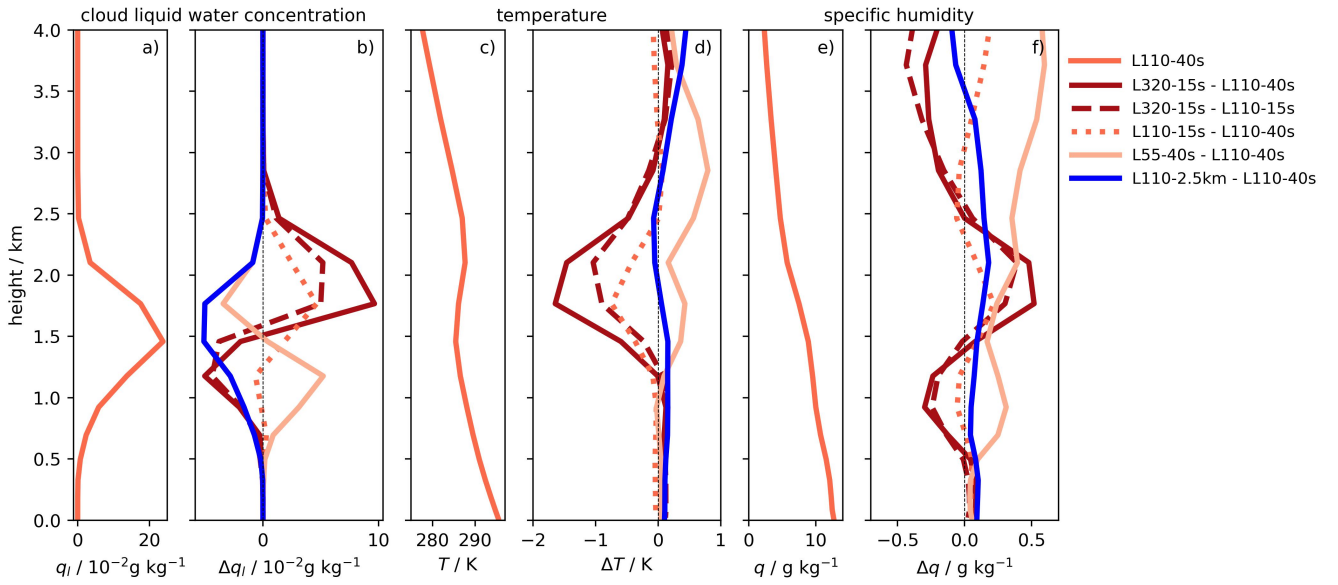 cloud liquid water concentration
temperature
specific humidity
a)
b)
c)
d)
e)
f)
4.0
3.5
3.0
2.5
2.0
1.5
1.0
0.5
0.0
height / km
0
20
0
10
280
290
−2
−1
0
1
0
10
−0.5
0.0
0.5
q_l / 10⁻²g kg⁻¹
Δq_l / 10⁻²g kg⁻¹
T / K
ΔT / K
q / g kg⁻¹
Δq / g kg⁻¹
L110-40s
L320-15s - L110-40s
L320-15s - L110-15s
L110-15s - L110-40s
L55-40s - L110-40s
L110-2.5km - L110-40s